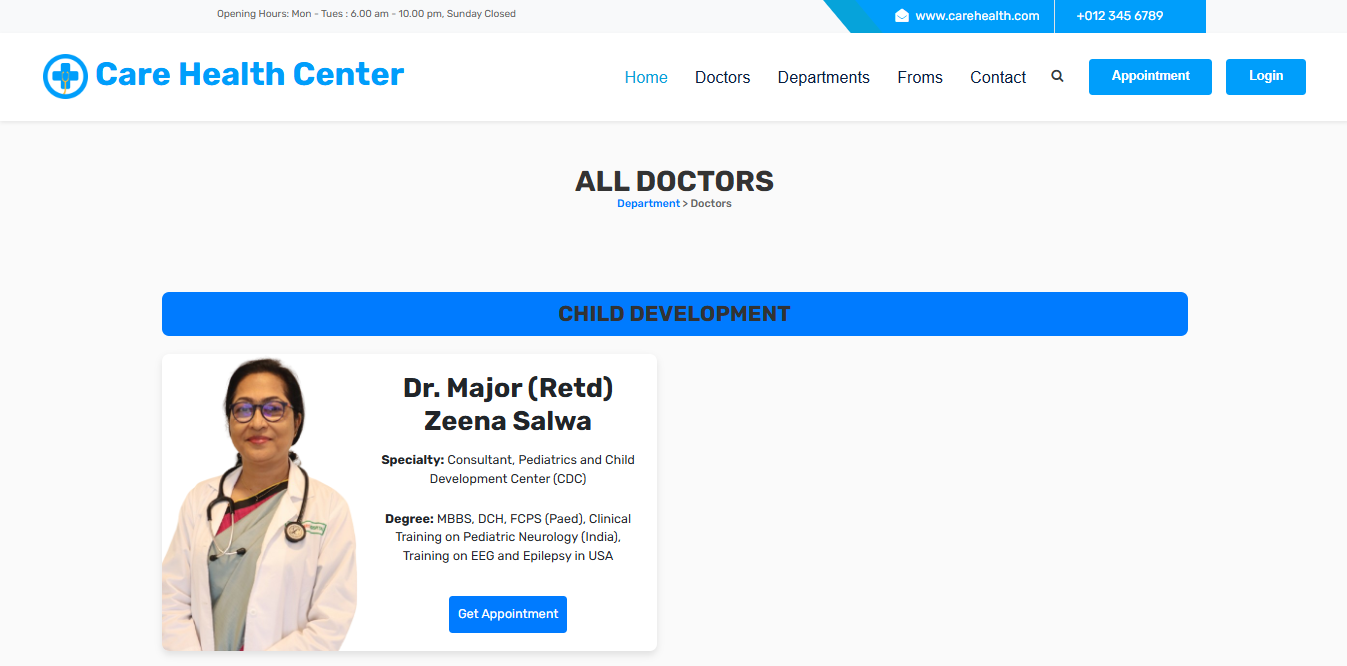 Opening Hours: Mon - Tues : 6.00 am - 10.00 pm, Sunday Closed
www.carehealth.com
+012 345 6789
Care Health Center
Home Doctors Departments Froms Contact Appointment Login
ALL DOCTORS
Department > Doctors
CHILD DEVELOPMENT
Dr. Major (Retd)
Zeena Salwa
Specialty: Consultant, Pediatrics and Child
Development Center (CDC)
Degree: MBBS, DCH, FCPS (Paed), Clinical
Training on Pediatric Neurology (India),
Training on EEG and Epilepsy in USA
Get Appointment